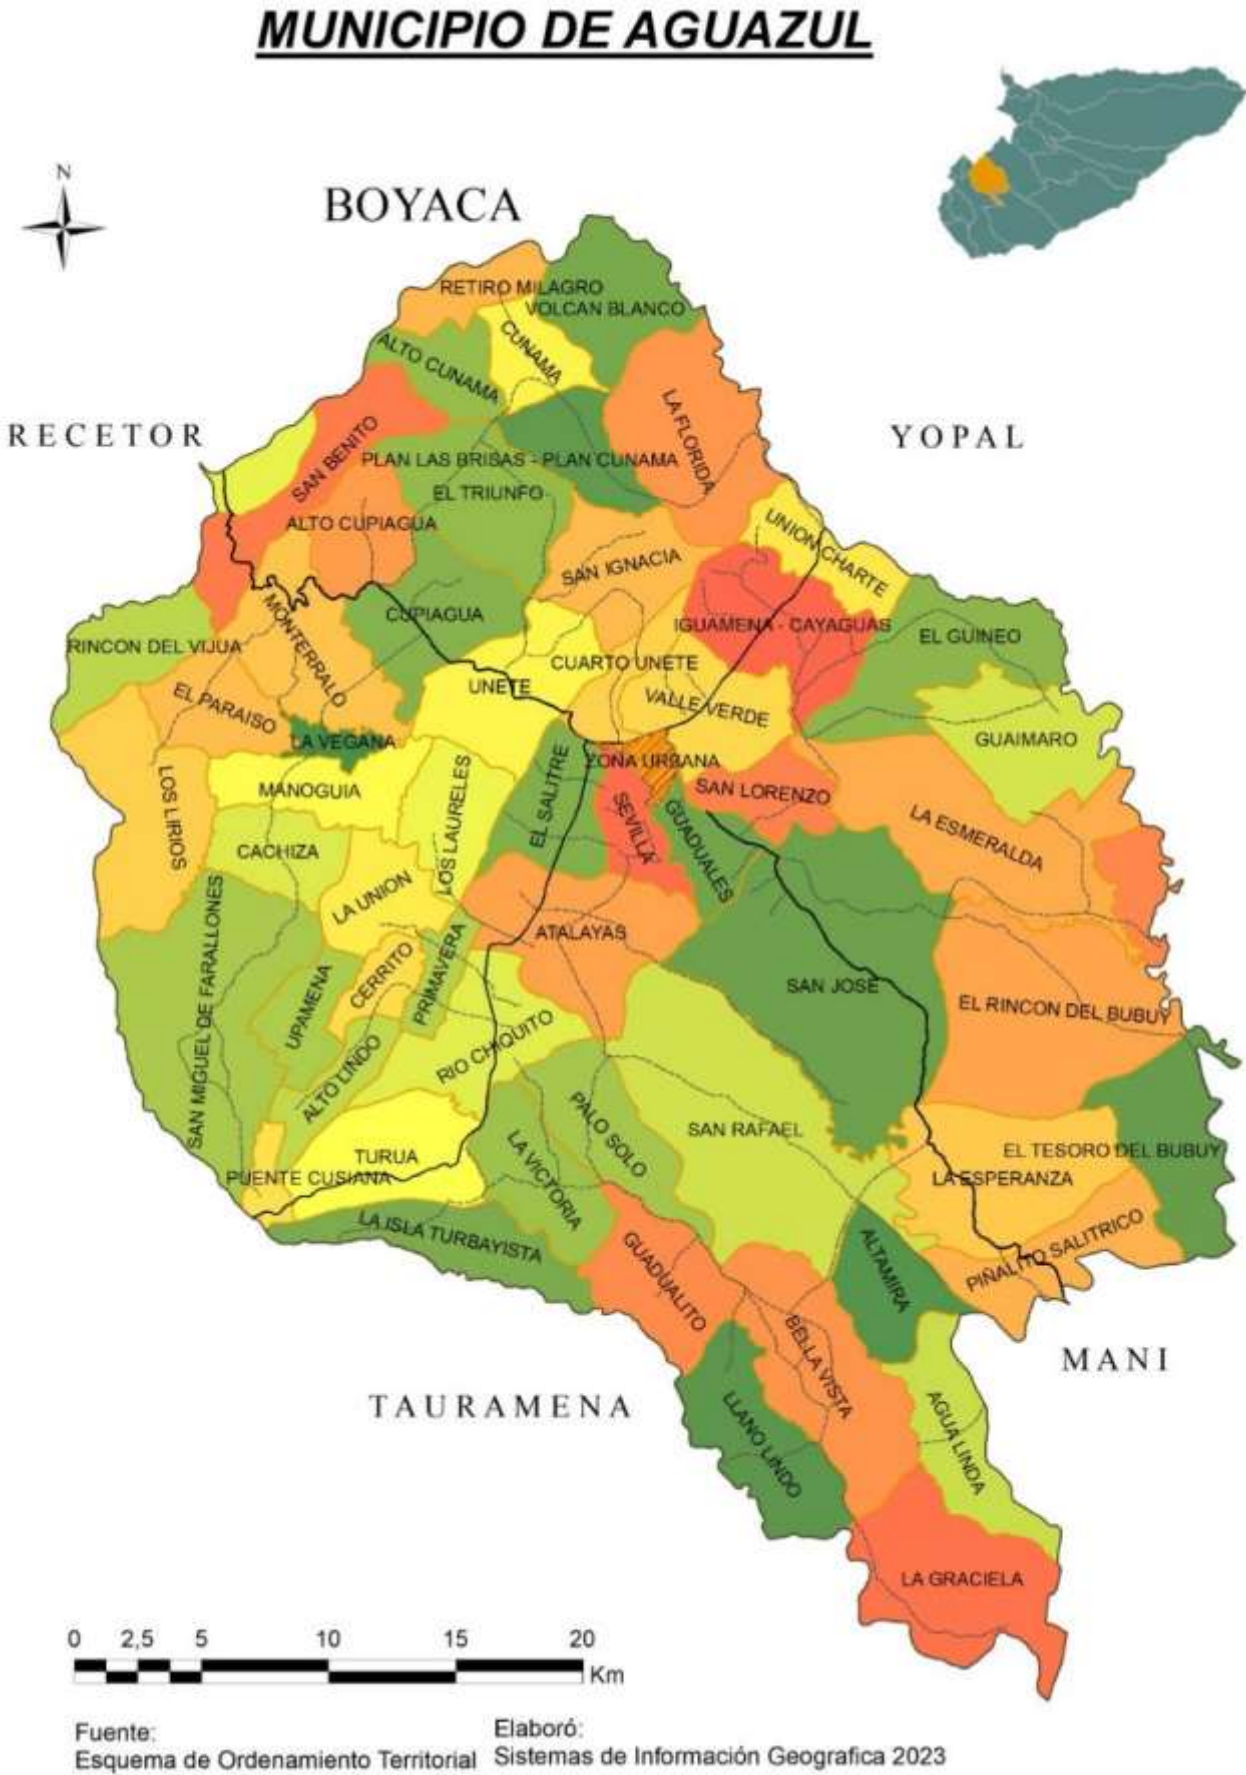 MUNICIPIO DE AGUAZUL
N
BOYACA
RETIRO MILAGRO
VOLCAN BLANCO
CUNAMA
ALTO CUNAMA
LA FLORIDA
RECETOR
YOPAL
SAN BENITO
PLAN LAS BRISAS - PLAN CUNAMA
EL TRIUNFO
ALTO CUPIAGUA
UNION CHARTE
SAN IGNACIA
CUPIAGUA
IGUAMENA - CAYAGUAS
EL GUINEO
RINCON DEL VIJUA
MONTERRALO
CUARTO UNETE
UNETE
EL PARAISO
VALLE VERDE
LA VEGANA
GUAIMARO
ZONA URBANA
MANOGUIA
SAN LORENZO
LOS LIRIOS
LOS LAURELES
EL SALITRE
SEVILLA
GUADUALES
LA ESMERALDA
CACHIZA
LA UNION
ATALAYAS
SAN MIGUEL DE FARALLONES
CERRITO
PRIMAVERA
UPAMENA
SAN JOSE
EL RINCON DEL BUBUY
RIO CHIQUITO
ALTO LINDO
PALO SOLO
SAN RAFAEL
TURUA
LA VICTORIA
EL TESORO DEL BUBUY
PUENTE CUSIANA
LA ESPERANZA
LA ISLA TURBAYISTA
PIÑALITO SALITRICO
GUADUALITO
ALTAMIRA
BELLA VISTA
MANI
TAURAMENA
LLANO LINDO
AGUA LINDA
LA GRACIELA
0 2,5 5 10 15 20
Km
Fuente:
Esquema de Ordenamiento Territorial
Elaboró:
Sistemas de Información Geografica 2023